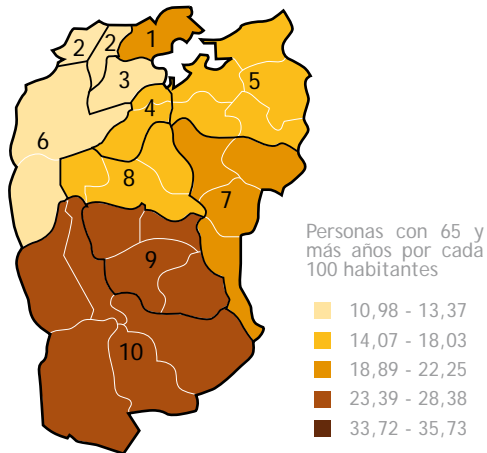 1
2
2
3
5
4
6
8
7
9
10
Personas con 65 y
más años por cada
100 habitantes
10,98 - 13,37
14,07 - 18,03
18,89 - 22,25
23,39 - 28,38
33,72 - 35,73